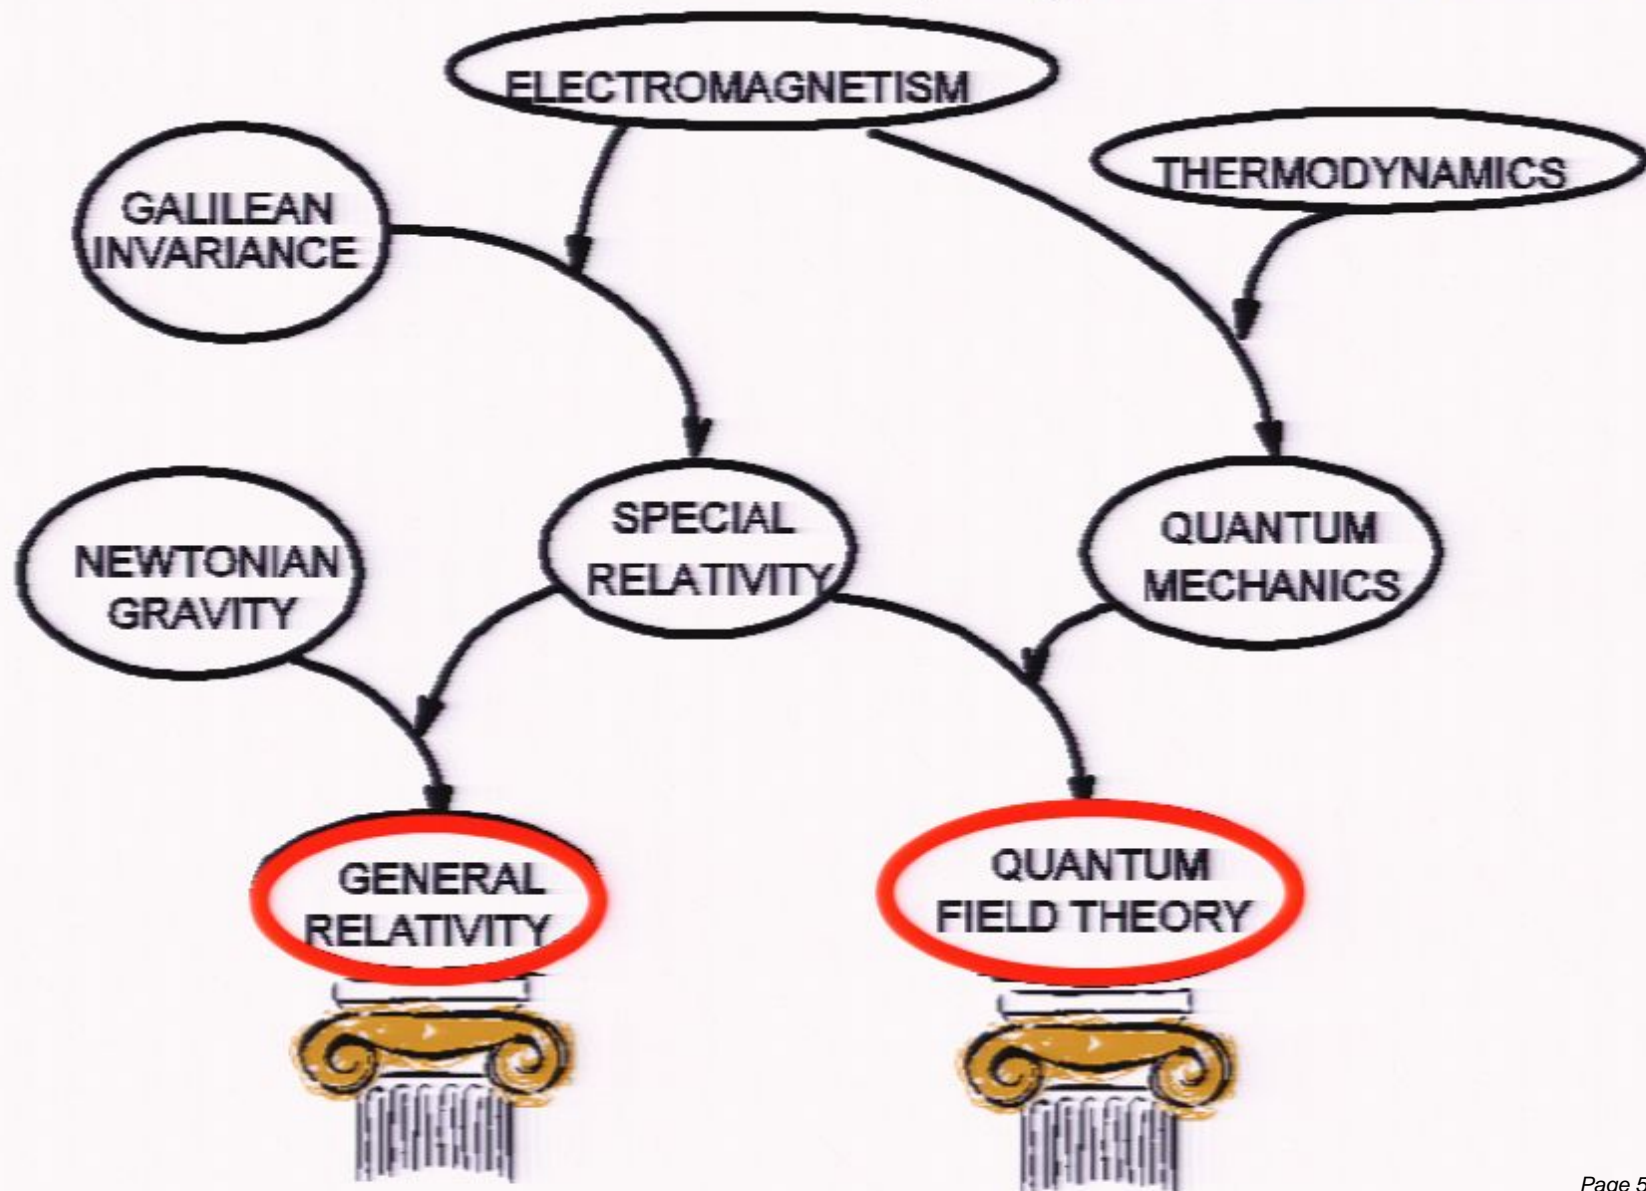 ELECTROMAGNETISM
THERMODYNAMICS
GALILEAN
INVARIANCE
SPECIAL
RELATIVITY
QUANTUM
MECHANICS
NEWTONIAN
GRAVITY
GENERAL
RELATIVITY
QUANTUM
FIELD THEORY
Page 5